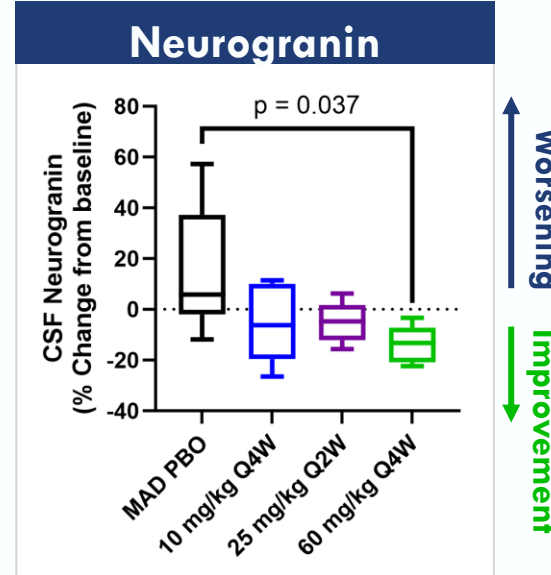 Neurogranin
p = 0.037
CSF Neurogranin
(% Change from baseline)
80
60
40
20
0
-20
-40
MAD PBO
10 mg/kg Q4W
25 mg/kg Q2W
60 mg/kg Q4W
Worsening
Improvement